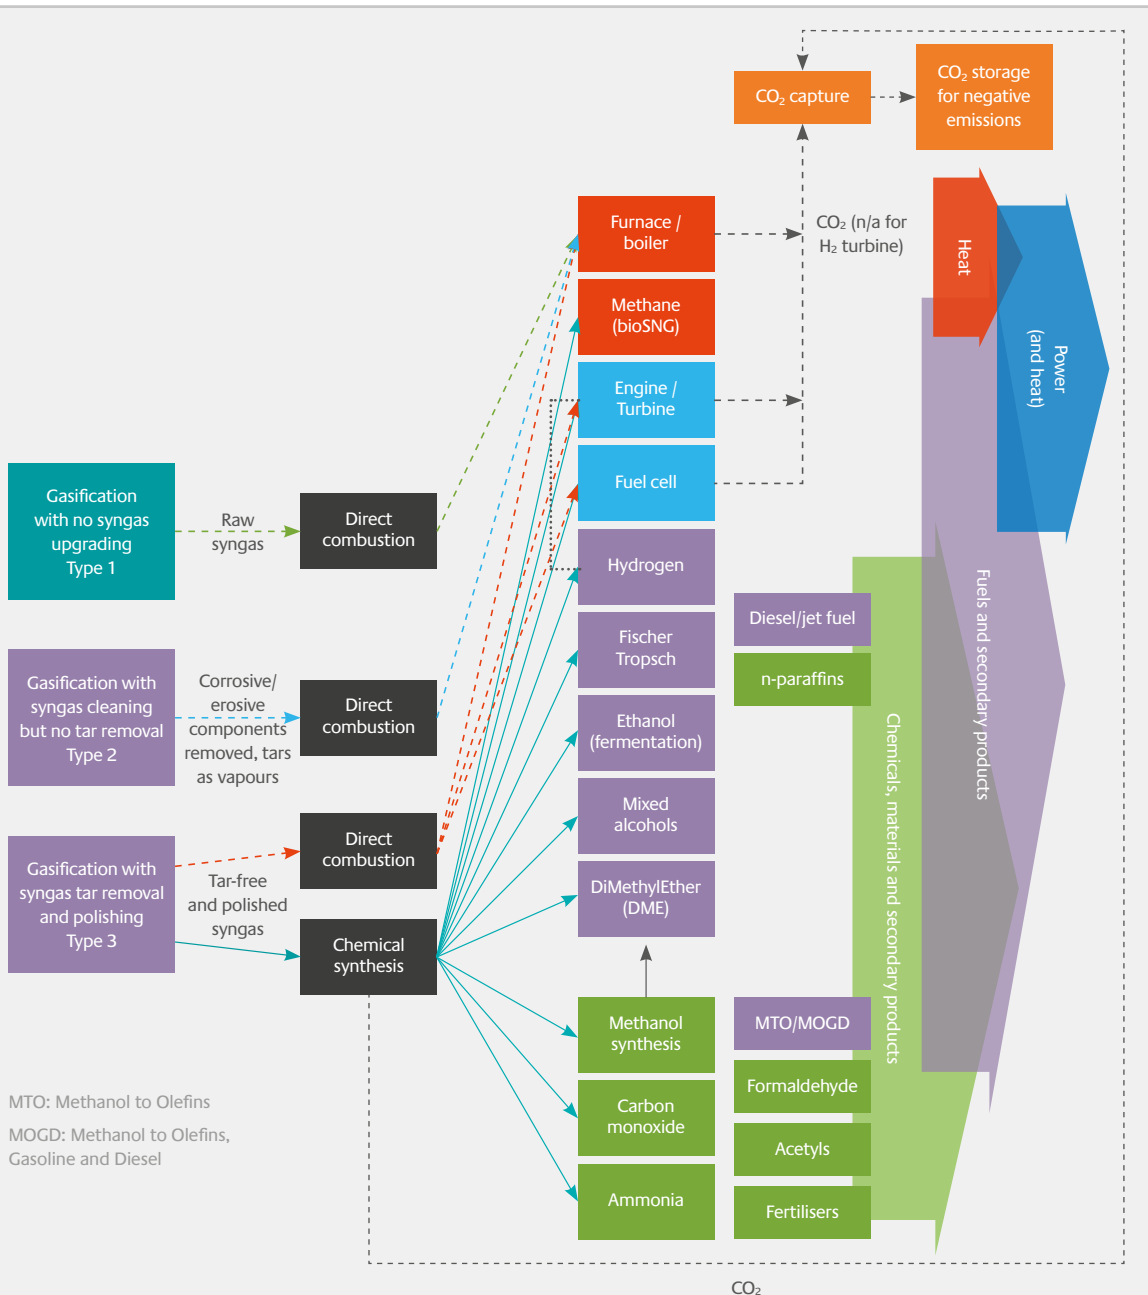 CO₂ capture
CO₂ storage
for negative
emissions
Furnace /
boiler
CO₂ (n/a for
H₂ turbine)
Heat
Methane
(bioSNG)
Power
(and heat)
Engine /
Turbine
Fuel cell
Gasification
with no syngas
upgrading
Type 1
Raw
syngas
Direct
combustion
Hydrogen
Diesel/jet fuel
Fischer
Tropsch
n-paraffins
Fuels and secondary products
Gasification with
syngas cleaning
but no tar removal
Type 2
Corrosive/
erosive
components
removed, tars
as vapours
Direct
combustion
Ethanol
(fermentation)
Chemicals, materials and secondary products
Mixed
alcohols
Direct
combustion
Gasification with
syngas tar removal
and polishing
Type 3
Tar-free
and polished
syngas
DiMethylEther
(DME)
Chemical
synthesis
Methanol
synthesis
MTO/MOGD
Formaldehyde
MTO: Methanol to Olefins
MOGD: Methanol to Olefins,
Gasoline and Diesel
Carbon
monoxide
Acetyls
Ammonia
Fertilisers
CO₂